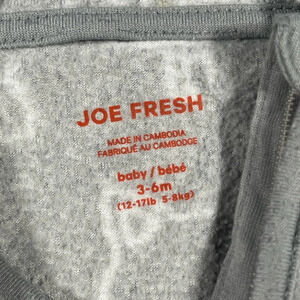 JOE FRESH
MADE IN CAMBODIA
FABRIQUÉ AU CAMBODGE
baby / bébé
3-6m
(12-17lb 5-8kg)